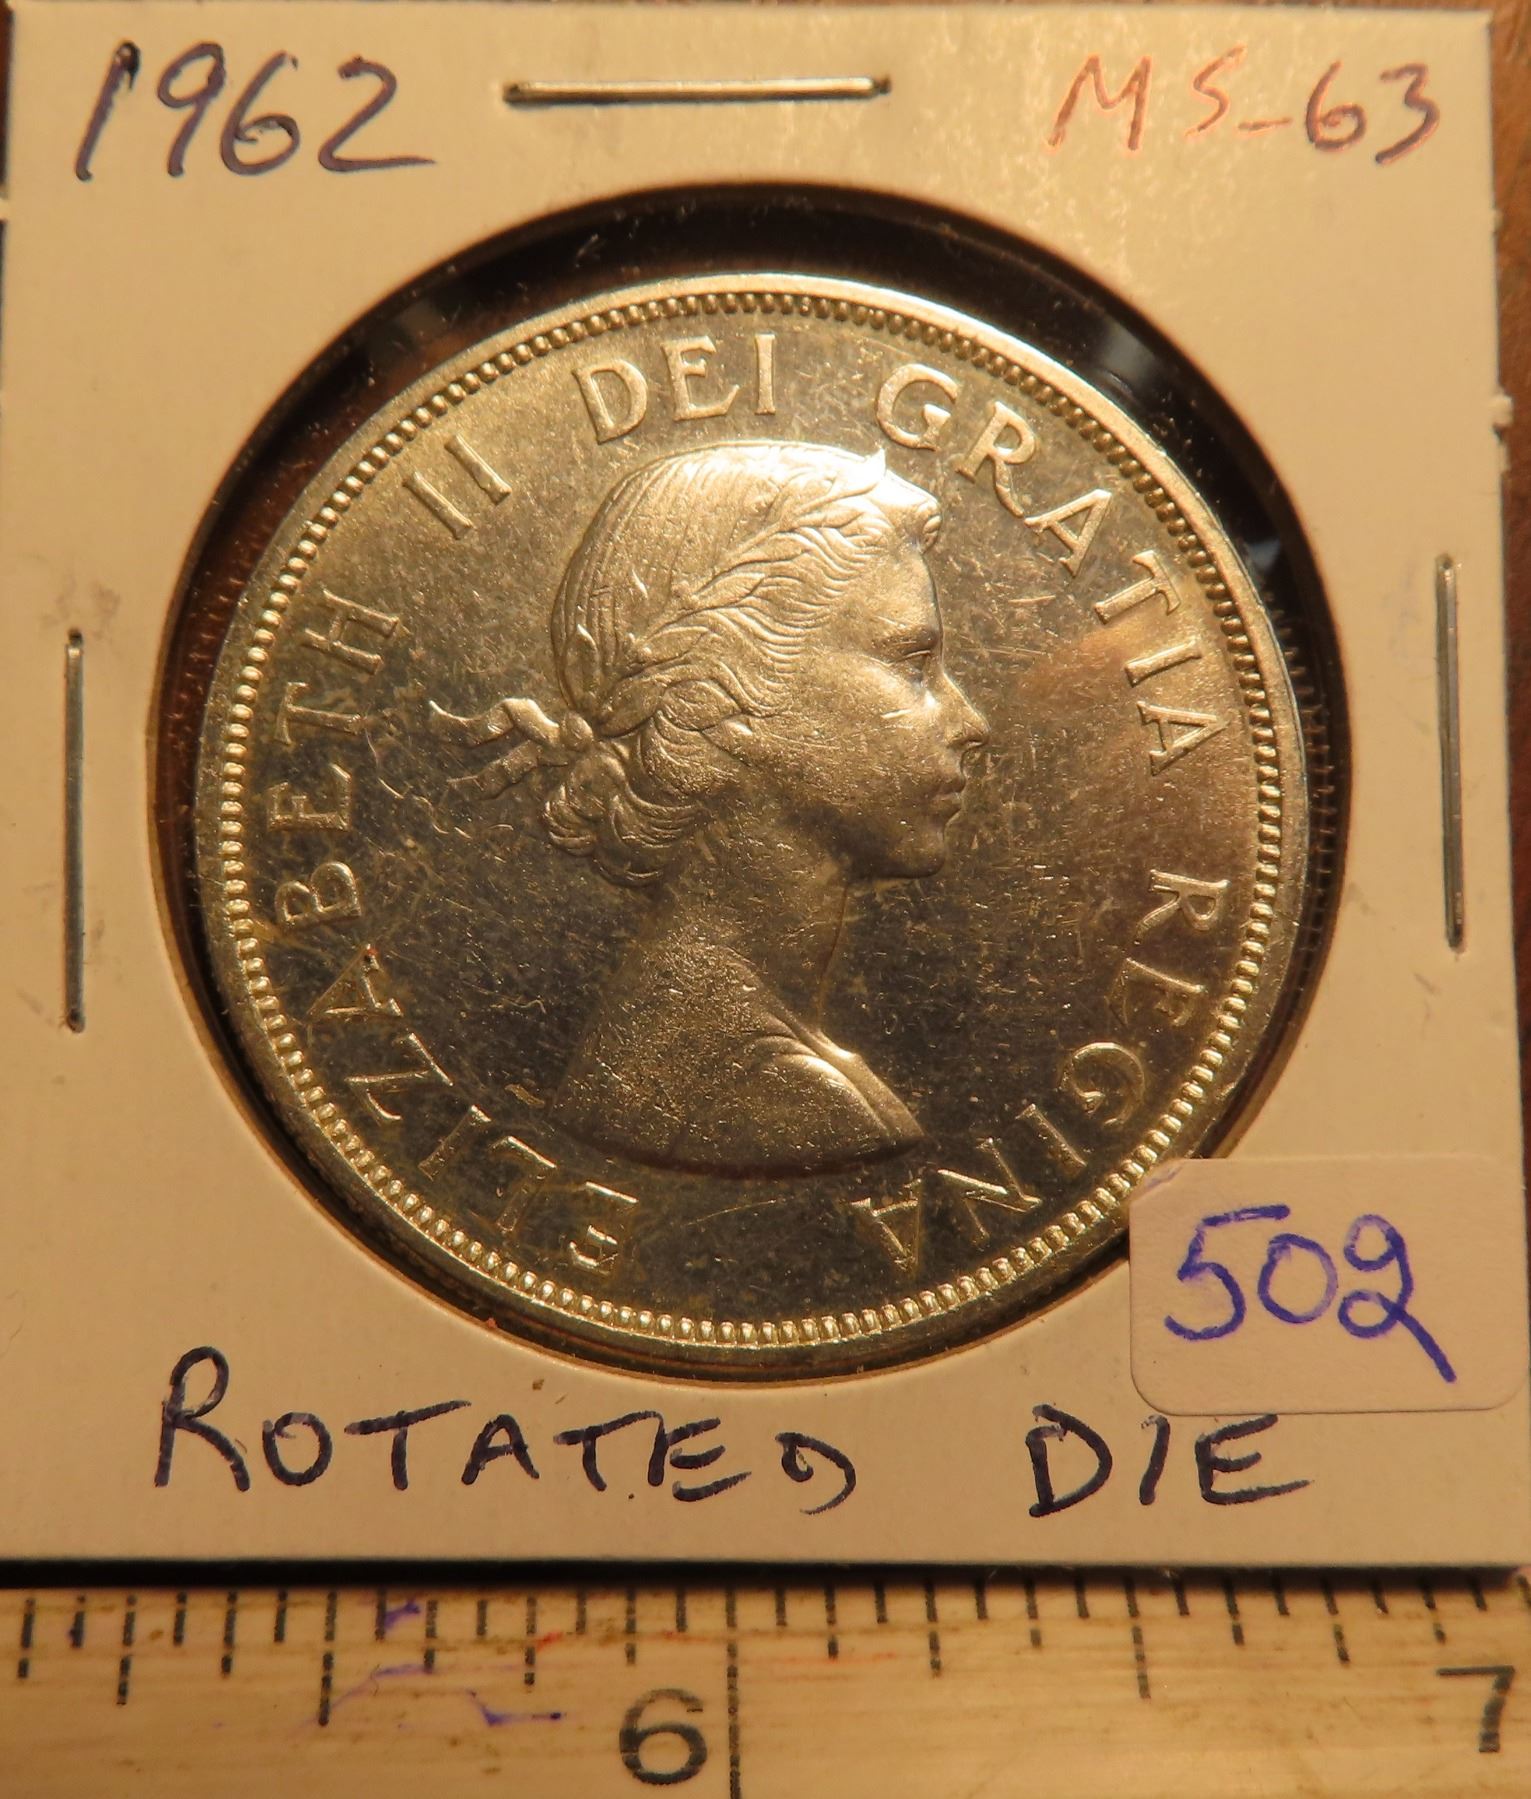 1962 MS-63
ELIZABETH II DEI GRATIA REGINA
502
ROTATED DIE
6 7